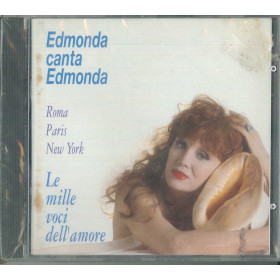 Edmonda
canta
Edmonda
Roma
Paris
New York
Le
mille
voci
dell'amore